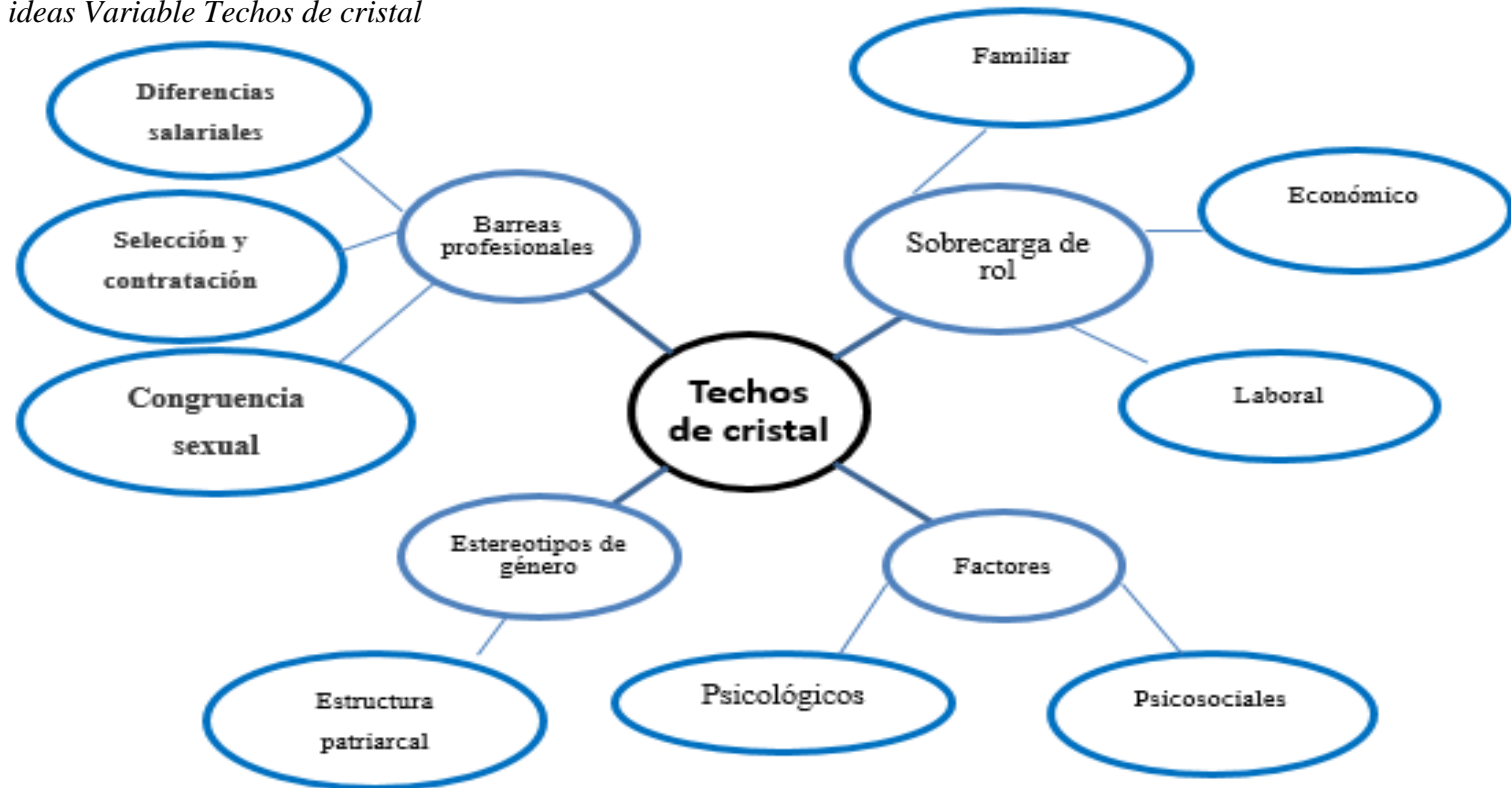 ideas Variable Techos de cristal
Diferencias
salariales
Selección y
contratación
Congruencia
sexual
Barreas
profesionales
Familiar
Económico
Sobrecarga de
rol
Laboral
Techos
de cristal
Estereotipos de
género
Estructura
patriarcal
Factores
Psicológicos
Psicosociales